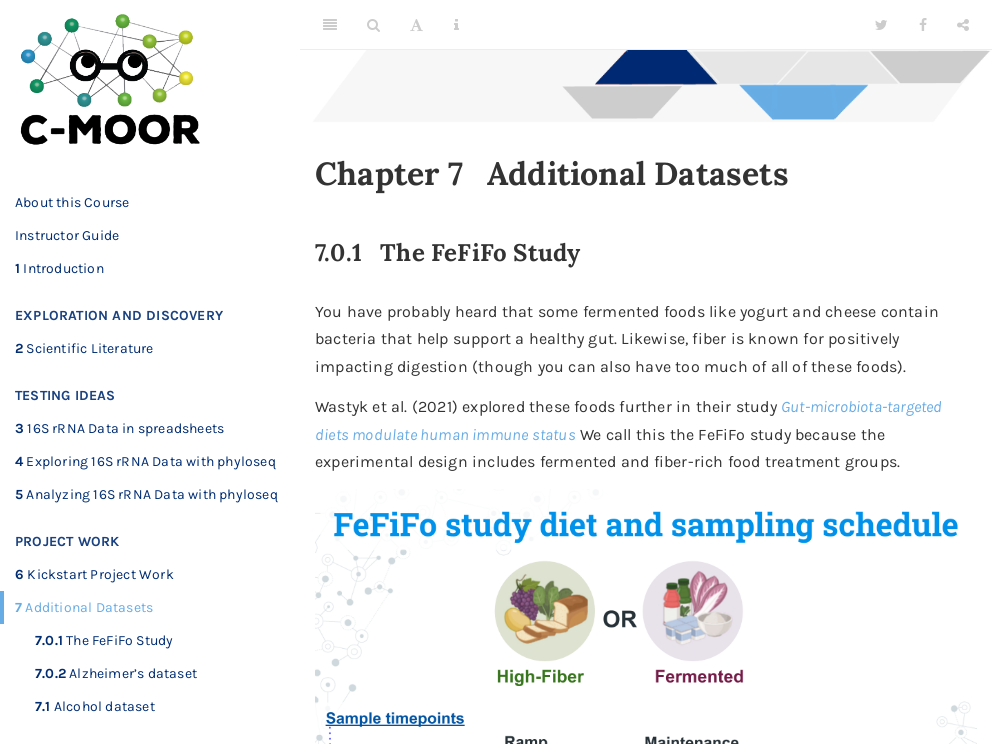 C-MOOR
About this Course
Instructor Guide
1 Introduction
EXPLORATION AND DISCOVERY
2 Scientific Literature
TESTING IDEAS
3 16S rRNA Data in spreadsheets
4 Exploring 16S rRNA Data with phyloseq
5 Analyzing 16S rRNA Data with phyloseq
PROJECT WORK
6 Kickstart Project Work
7 Additional Datasets
7.0.1 The FeFiFo Study
7.0.2 Alzheimer's dataset
7.1 Alcohol dataset
Chapter 7 Additional Datasets
7.0.1 The FeFiFo Study
You have probably heard that some fermented foods like yogurt and cheese contain
bacteria that help support a healthy gut. Likewise, fiber is known for positively
impacting digestion (though you can also have too much of all of these foods).
Wastyk et al. (2021) explored these foods further in their study Gut-microbiota-targeted
diets modulate human immune status We call this the FeFiFo study because the
experimental design includes fermented and fiber-rich food treatment groups.
FeFiFo study diet and sampling schedule
OR
High-Fiber Fermented
Sample timepoints
Ramp Maintenance